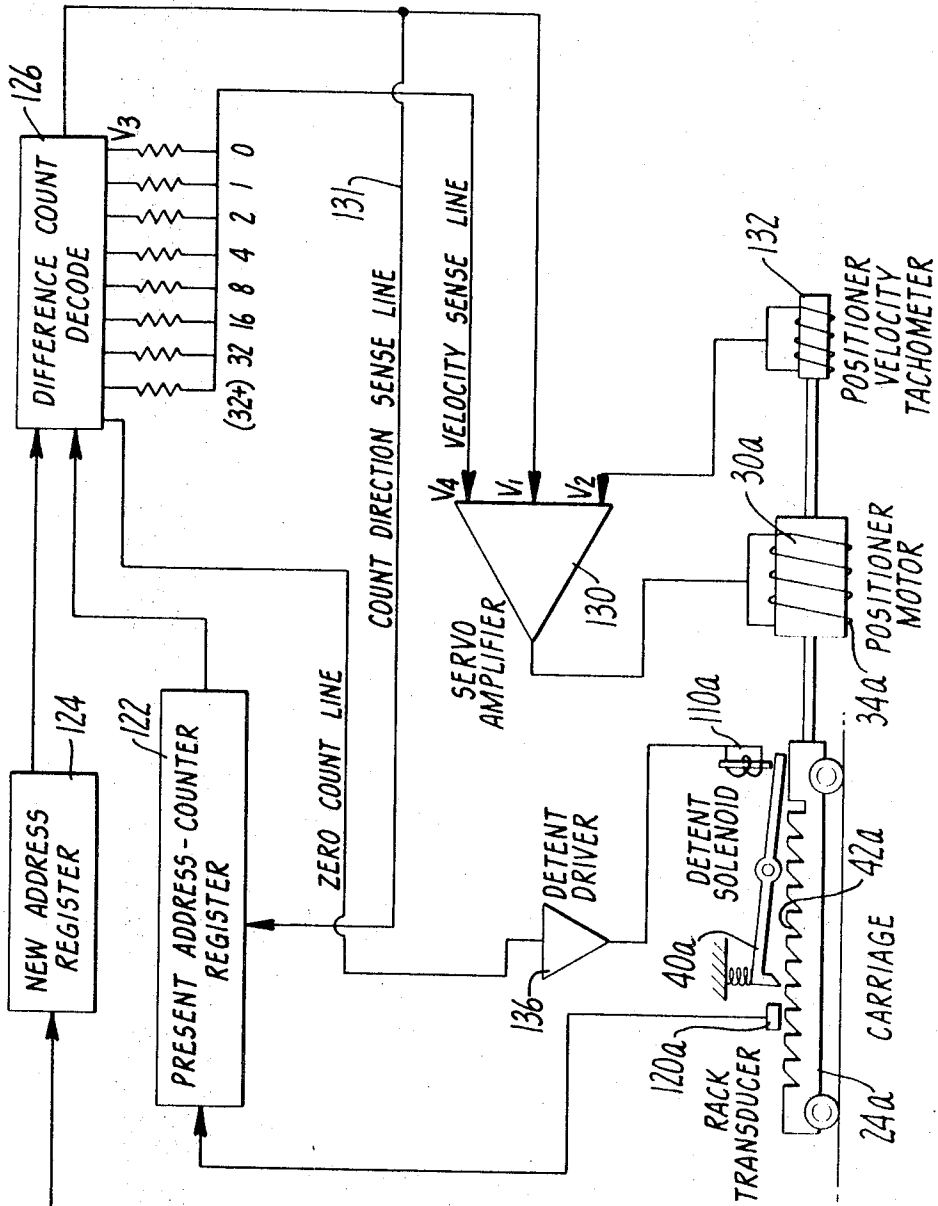 NEW ADDRESS
REGISTER
124
PRESENT ADDRESS-COUNTER
REGISTER
122
DIFFERENCE COUNT
DECODE
126
V3
(32+) 32 16 8 4 2 1 0
ZERO COUNT LINE
COUNT DIRECTION SENSE LINE
131
VELOCITY SENSE LINE
SERVO
AMPLIFIER
V4
V1
V2
130
DETENT
DRIVER
136
RACK
TRANSDUCER
120a
40a
DETENT
SOLENOID
110a
42a
24a
CARRIAGE
30a
34a
POSITIONER
MOTOR
132
POSITIONER
VELOCITY
TACHOMETER